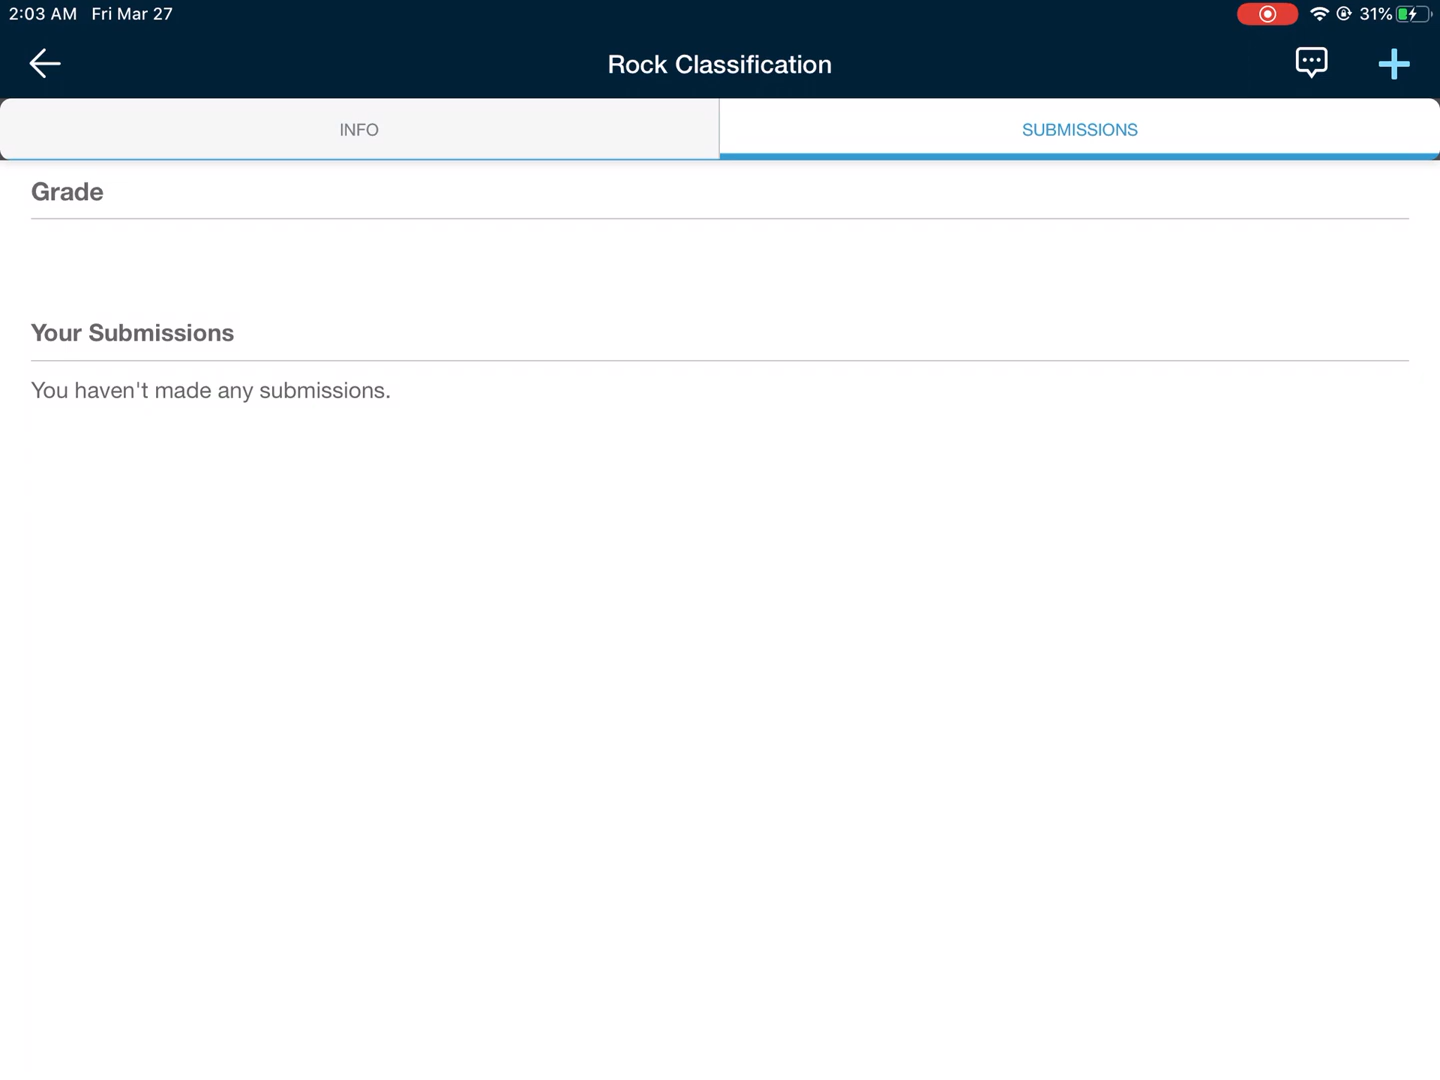 2:03 AM Fri Mar 27
31%
Rock Classification
INFO
SUBMISSIONS
Grade
Your Submissions
You haven't made any submissions.